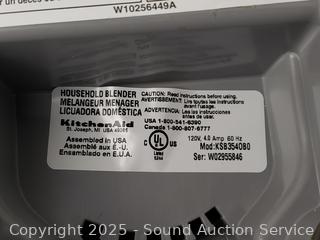 W10256449A
HOUSEHOLD BLENDER
MELANGEUR MENAGER
LICUADORA DOMÉSTICA
KitchenAid
St. Joseph, MI USA 49085
Assembled in USA
Assemblé aux É.-U.
Ensamblado en E.U.A.
CAUTION: Read instructions before using.
AVERTISSEMENT: Lire toutes les instructions
avant l'usage.
ADVERTENCIA: Lea todas las instrucciones
antes de usar.
USA 1-800-541-6390
Canada 1-800-807-6777
C UL US
120V, 4.0 Amp 60 Hz
Mod: KSB354OB0
Ser: W02955846
Copyright 2025 - Sound Auction Service